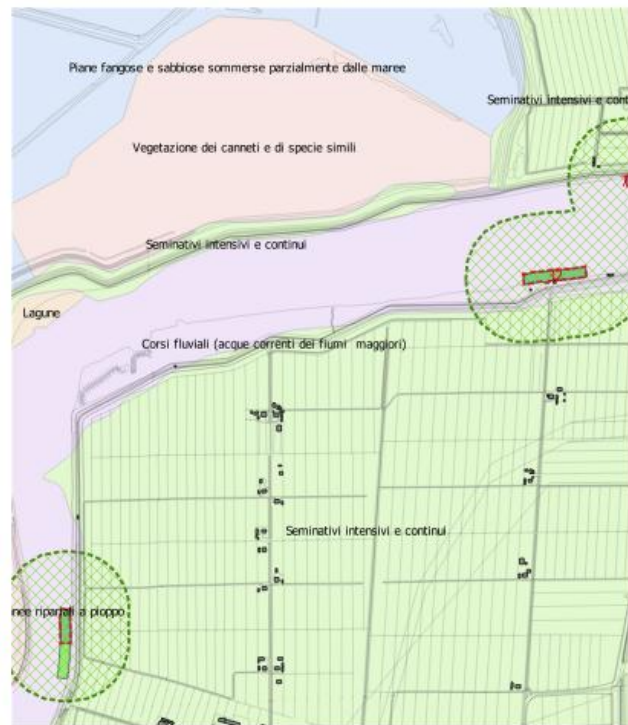 Piane fangose e sabbiose sommerse parzialmente dalle maree
Seminativi intensivi e cont
Vegetazione dei canneti e di specie simili
Seminativi intensivi e continui
Lagune
Corsi fluviali (acque correnti dei fiumi maggiori)
Seminativi intensivi e continui
nee ripariali a pioppo